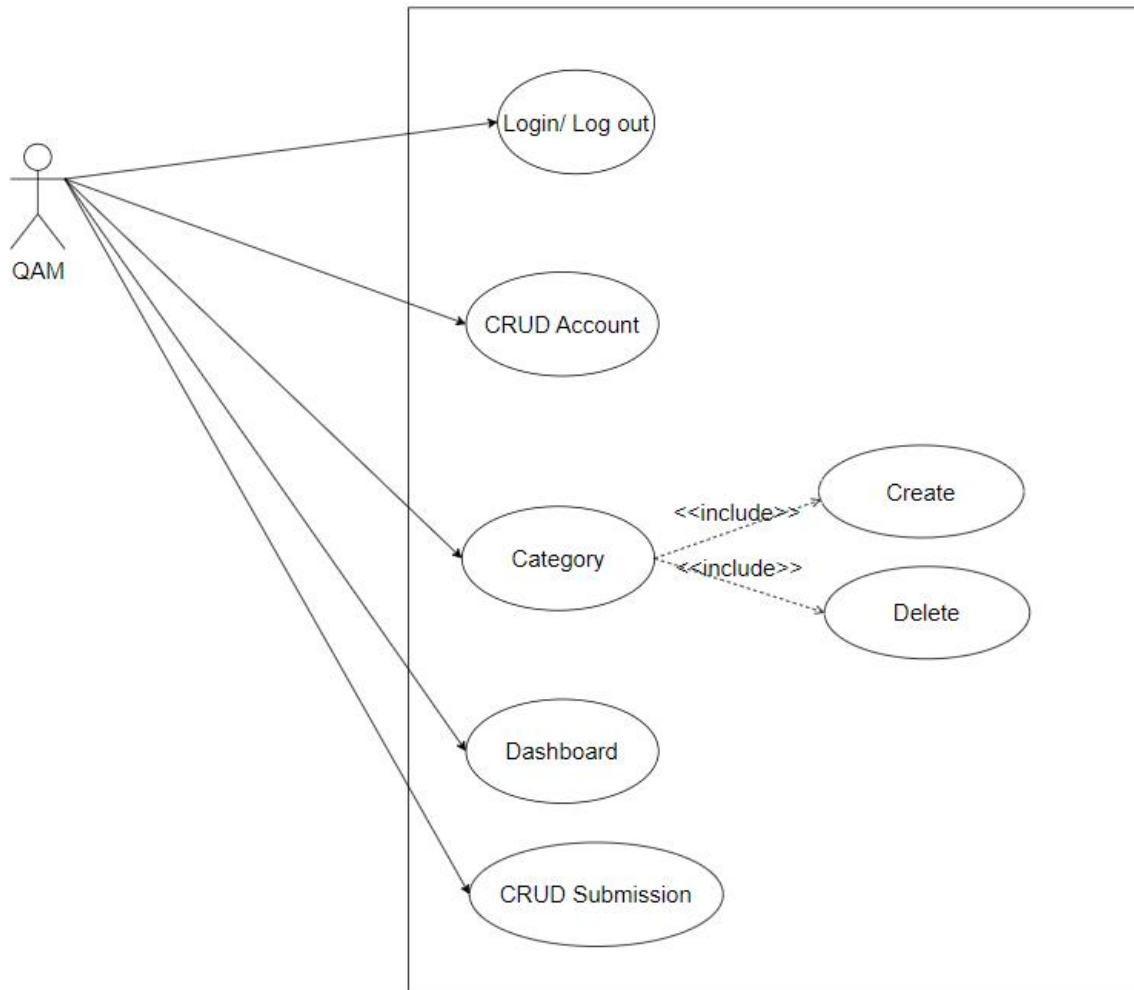 Login/ Log out
QAM
CRUD Account
Create
<<include>>
Category
<<include>>
Delete
Dashboard
CRUD Submission